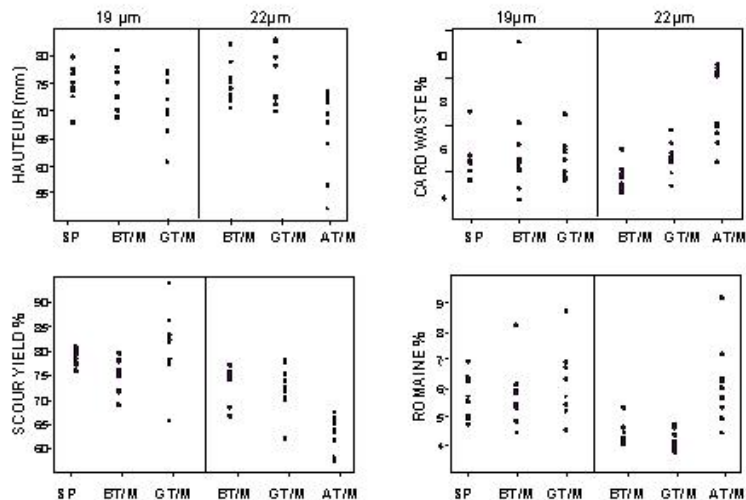 19 µm 22µm
HAUTEUR (mm)
80
75
70
65
60
55
SP BT/M GT/M BT/M GT/M AT/M
19µm 22µm
CARD WASTE %
10
8
6
4
SP BT/M GT/M BT/M GT/M AT/M
SCOUR YIELD %
90
85
80
75
70
65
60
SP BT/M GT/M BT/M GT/M AT/M
ROMAINE %
9
8
7
6
5
4
SP BT/M GT/M BT/M GT/M AT/M